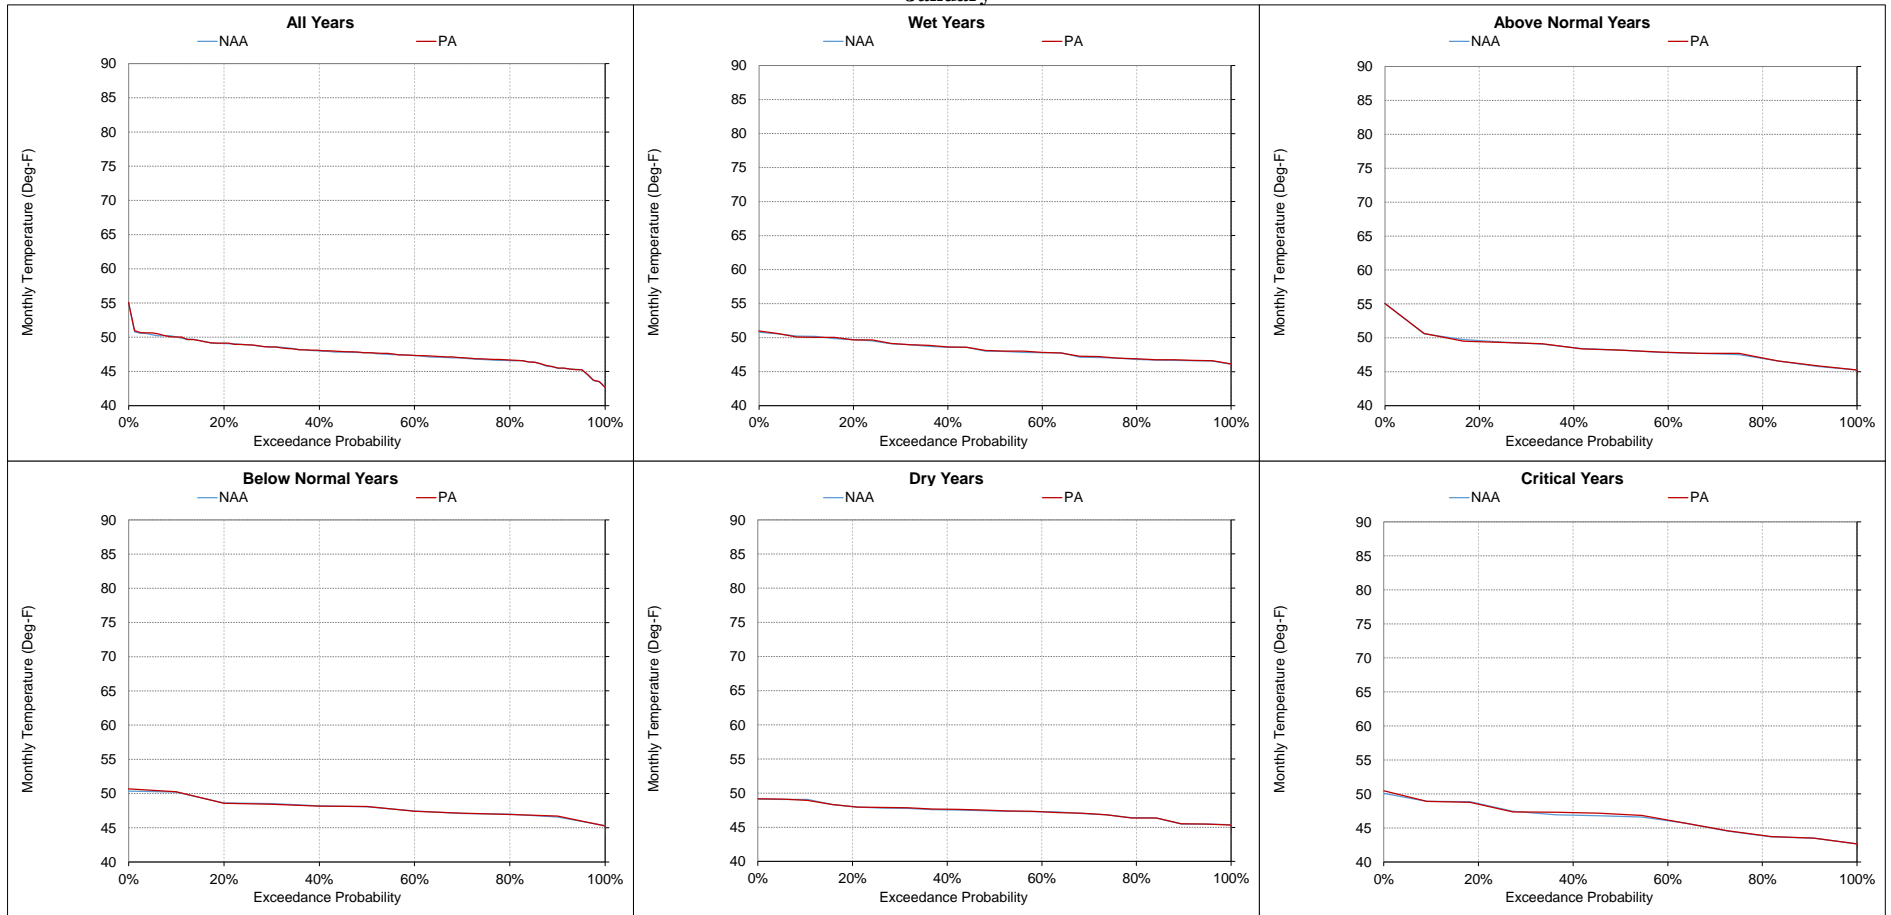 All Years
NAA PA
90
85
80
75
70
65
60
55
50
45
40
Monthly Temperature (Deg-F)
0% 20% 40% 60% 80% 100%
Exceedance Probability
Wet Years
NAA PA
90
85
80
75
70
65
60
55
50
45
40
Monthly Temperature (Deg-F)
0% 20% 40% 60% 80% 100%
Exceedance Probability
Above Normal Years
NAA PA
90
85
80
75
70
65
60
55
50
45
40
Monthly Temperature (Deg-F)
0% 20% 40% 60% 80% 100%
Exceedance Probability
Below Normal Years
NAA PA
90
85
80
75
70
65
60
55
50
45
40
Monthly Temperature (Deg-F)
0% 20% 40% 60% 80% 100%
Exceedance Probability
Dry Years
NAA PA
90
85
80
75
70
65
60
55
50
45
40
Monthly Temperature (Deg-F)
0% 20% 40% 60% 80% 100%
Exceedance Probability
Critical Years
NAA PA
90
85
80
75
70
65
60
55
50
45
40
Monthly Temperature (Deg-F)
0% 20% 40% 60% 80% 100%
Exceedance Probability